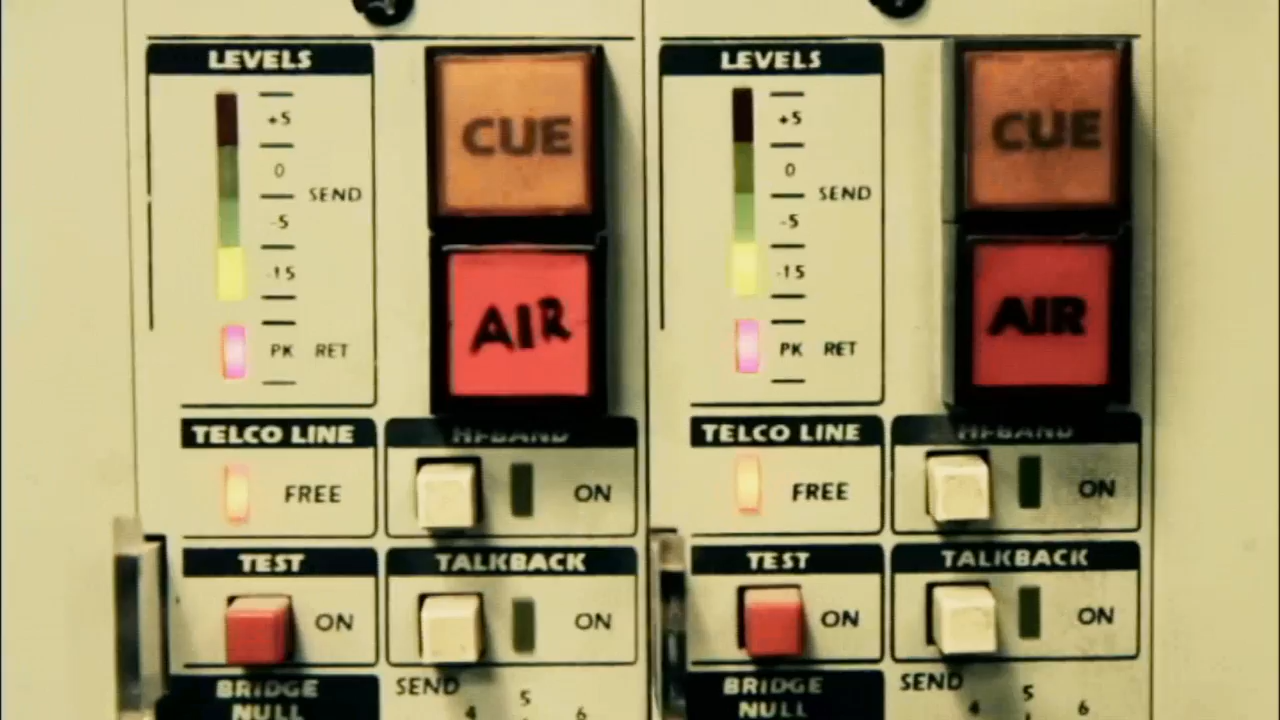 LEVELS
+5
0
SEND
-5
-15
PK RET
CUE
AIR
TELCO LINE
FREE
HFBAND
ON
TEST
ON
TALKBACK
ON
BRIDGE
NULL
SEND
5
4 6
LEVELS
+5
0
SEND
-5
-15
PK RET
CUE
AIR
TELCO LINE
FREE
HFBAND
ON
TEST
ON
TALKBACK
ON
BRIDGE
NULL
SEND
5
4 6